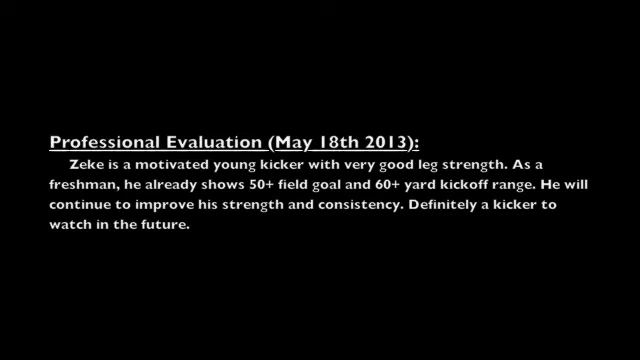 Professional Evaluation (May 18th 2013):
Zeke is a motivated young kicker with very good leg strength. As a
freshman, he already shows 50+ field goal and 60+ yard kickoff range. He will
continue to improve his strength and consistency. Definitely a kicker to
watch in the future.